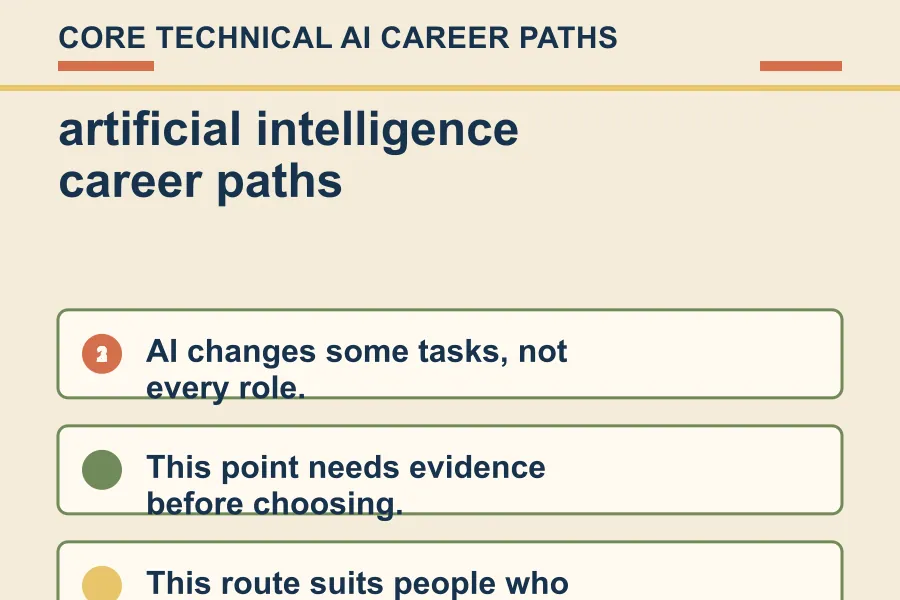 CORE TECHNICAL AI CAREER PATHS
artificial intelligence
career paths
AI changes some tasks, not
every role.
This point needs evidence
before choosing.
This route suits people who